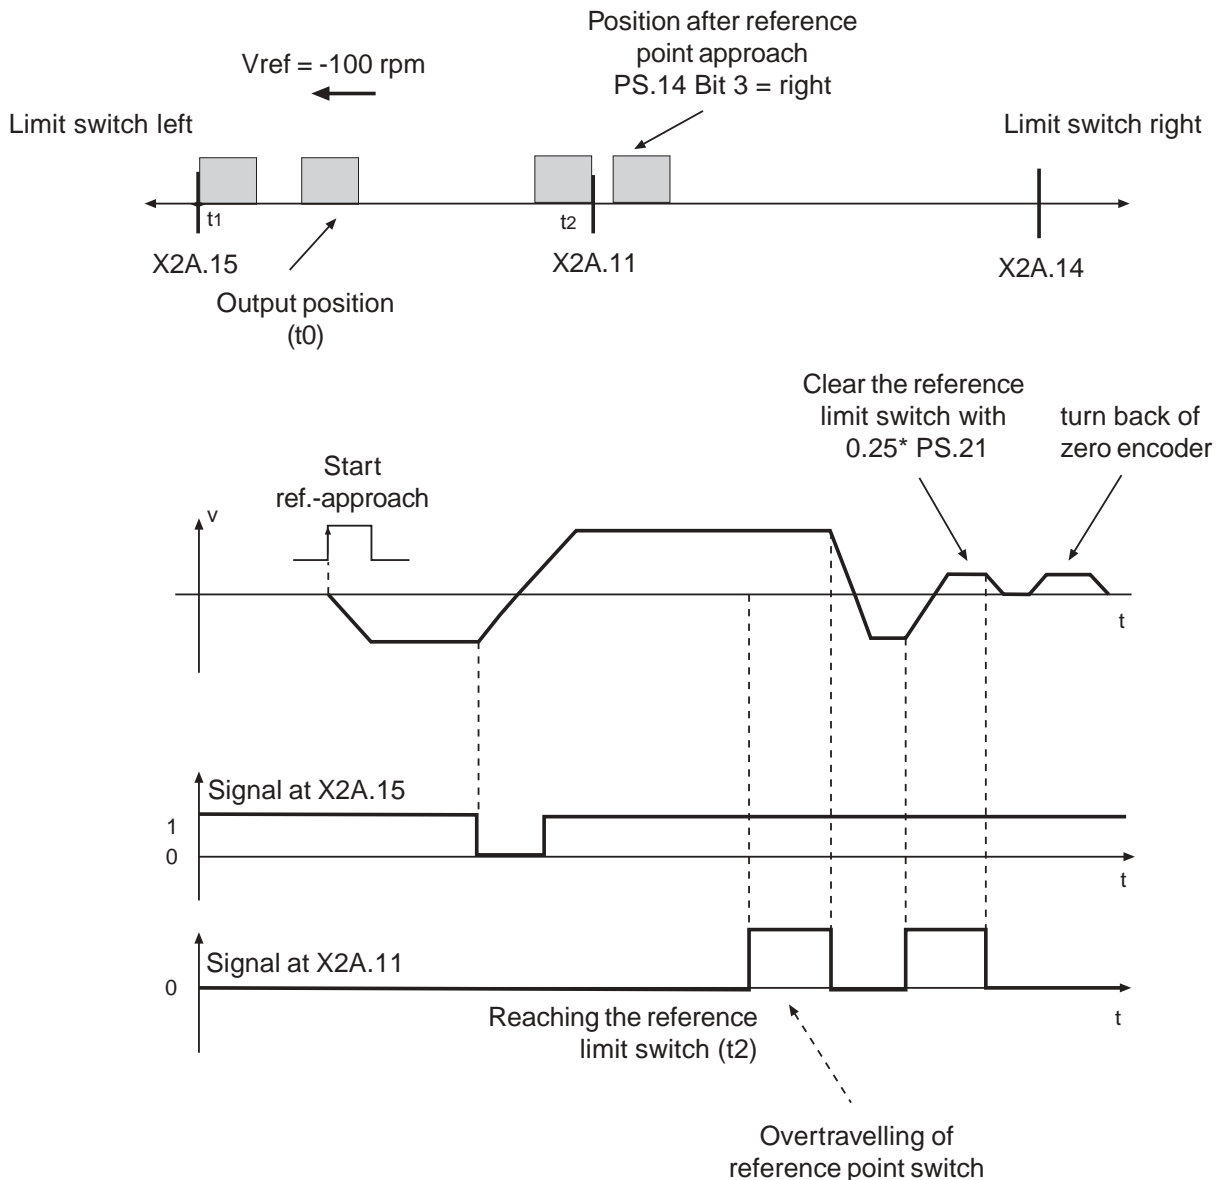 Position after reference
point approach
PS.14 Bit 3 = right
Vref = -100 rpm
Limit switch left
Limit switch right
t1
t2
X2A.15
X2A.11
X2A.14
Output position
(t0)
Clear the reference
limit switch with
0.25* PS.21
turn back of
zero encoder
Start
ref.-approach
v
t
Signal at X2A.15
1
0
t
Signal at X2A.11
0
t
Reaching the reference
limit switch (t2)
Overtravelling of
reference point switch